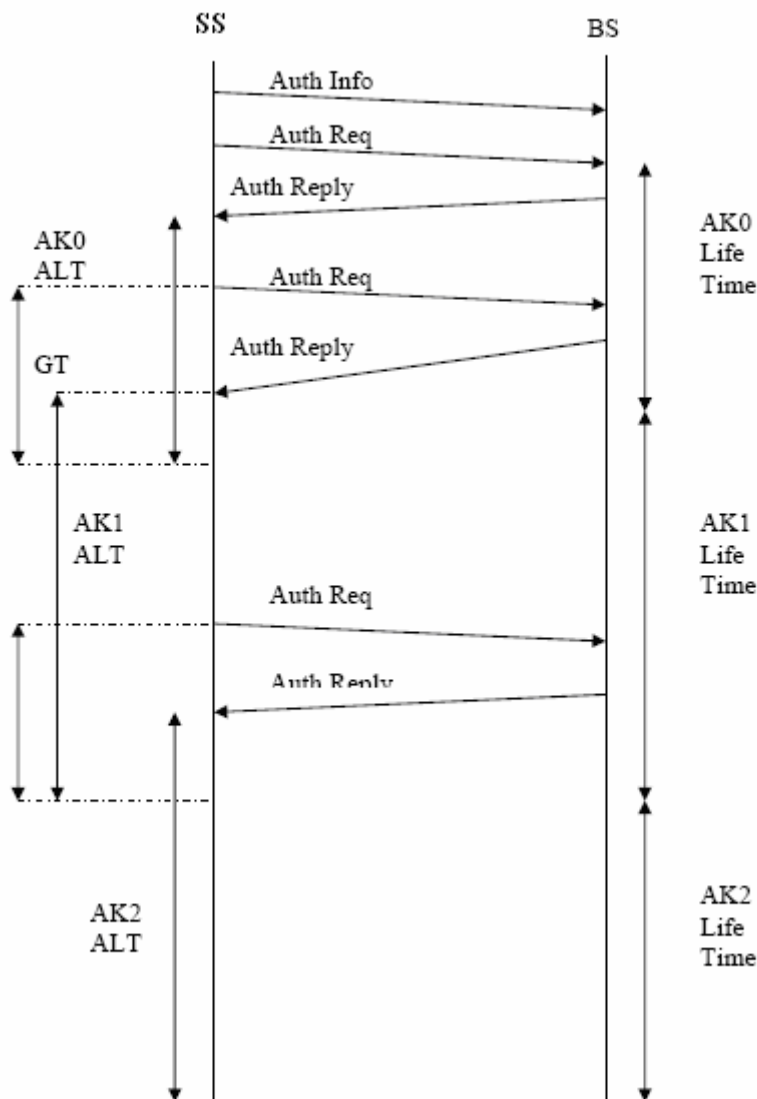 SS
BS
Auth Info
Auth Req
Auth Reply
AK0
ALT
AK0
Life
Time
Auth Req
Auth Reply
GT
AK1
ALT
AK1
Life
Time
Auth Req
Auth Reply
AK2
ALT
AK2
Life
Time